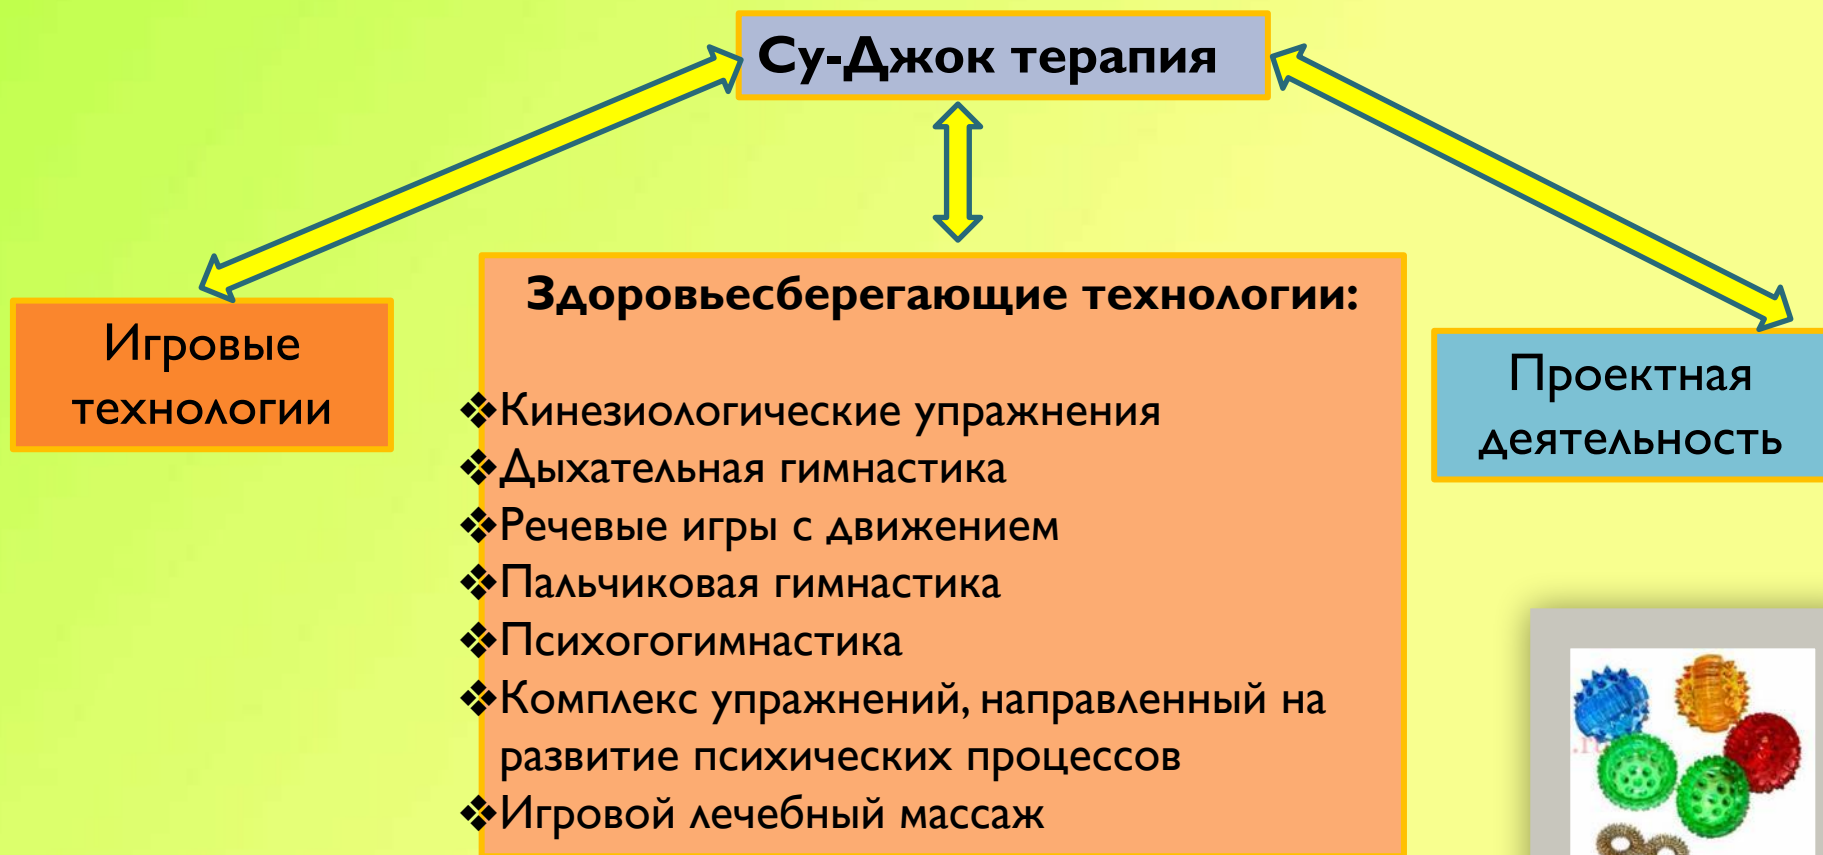 Су-Джок терапия
Игровые
технологии
Здоровьесберегающие технологии:
❖Кинезиологические упражнения
❖Дыхательная гимнастика
❖Речевые игры с движением
❖Пальчиковая гимнастика
❖Психогогимнастика
❖Комплекс упражнений, направленный на
развитие психических процессов
❖Игровой лечебный массаж
Проектная
деятельность